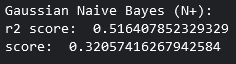 Gaussian Naive Bayes (N+):
r2 score:  0.516407852329329
score:  0.32057416267942584